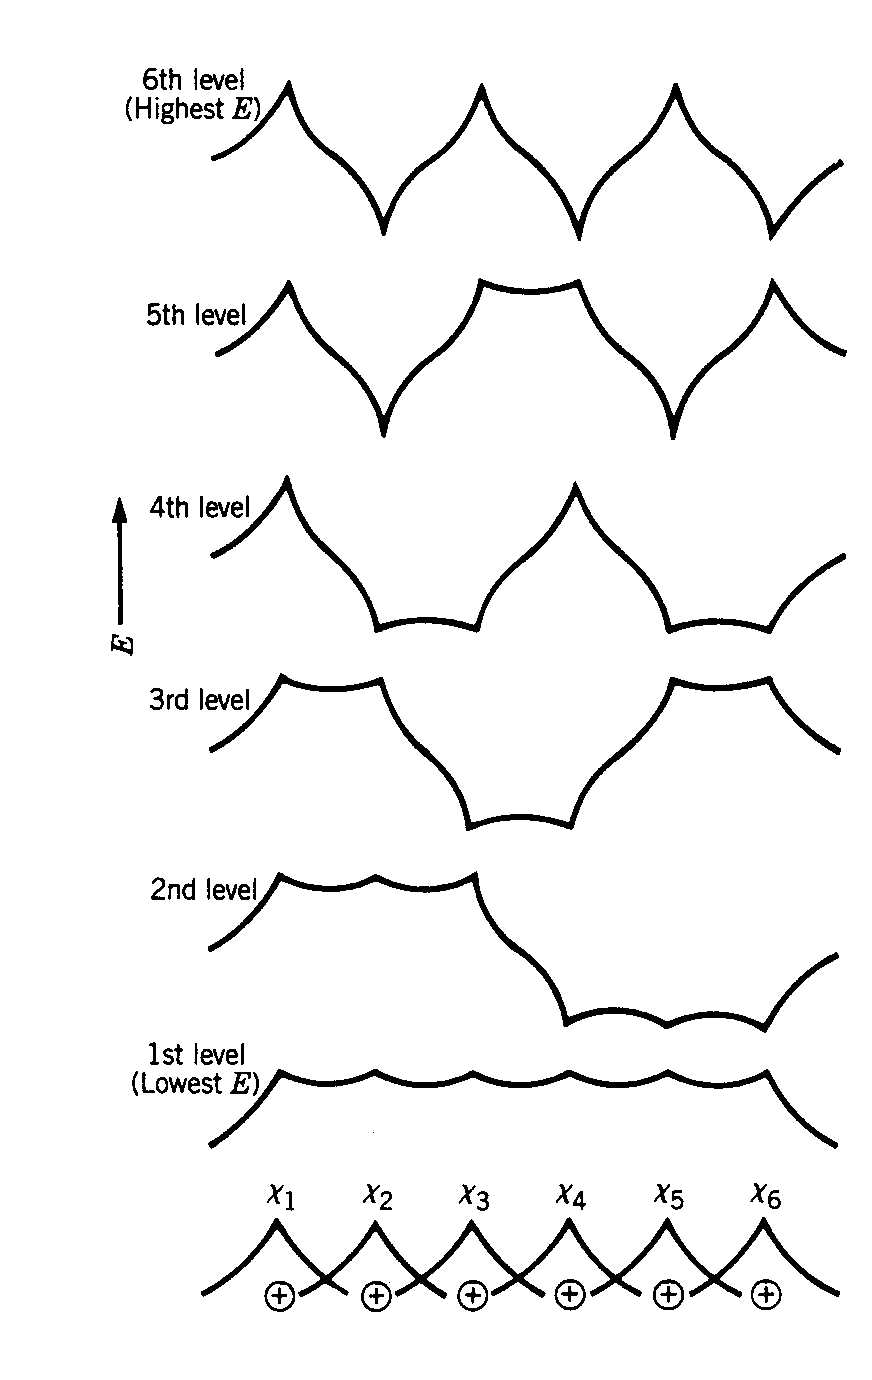 6th level
(Highest E)
5th level
4th level
E
3rd level
2nd level
1st level
(Lowest E)
χ1 χ2 χ3 χ4 χ5 χ6
+ + + + + +